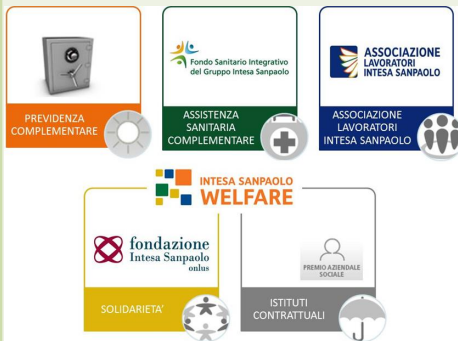 Fondo Sanitario Integrativo
del Gruppo Intesa Sanpaolo
ASSOCIAZIONE
LAVORATORI
INTESA SANPAOLO
PREVIDENZA
COMPLEMENTARE
ASSISTENZA
SANITARIA
COMPLEMENTARE
ASSOCIAZIONE
LAVORATORI
INTESA SANPAOLO
INTESA SANPAOLO
WELFARE
fondazione
Intesa Sanpaolo
onlus
PREMIO AZIENDALE
SOCIALE
SOLIDARIETA'
ISTITUTI
CONTRATTUALI